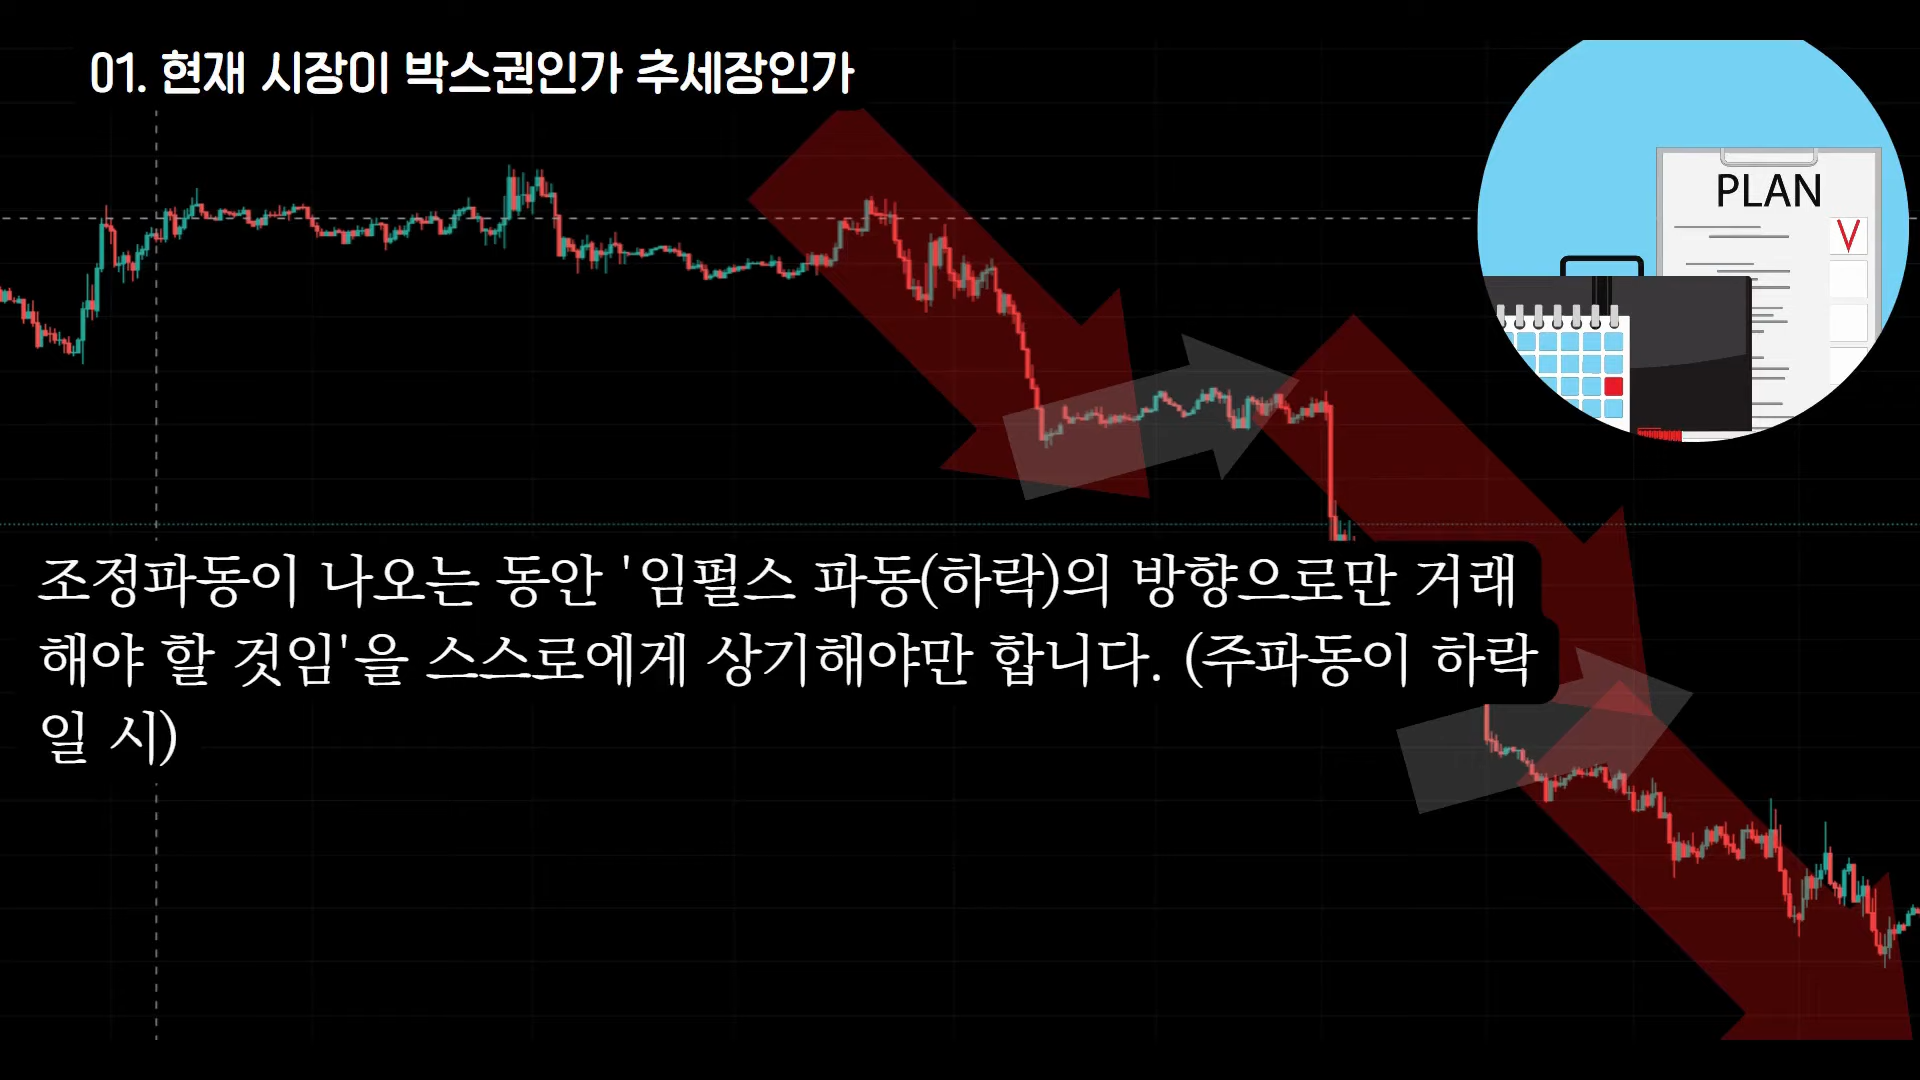 01. 현재 시장이 박스권인가 추세장인가
PLAN
조정파동이 나오는 동안 '임펄스 파동(하락)의 방향으로만 거래
해야 할 것임'을 스스로에게 상기해야만 합니다. (주파동이 하락
일 시)